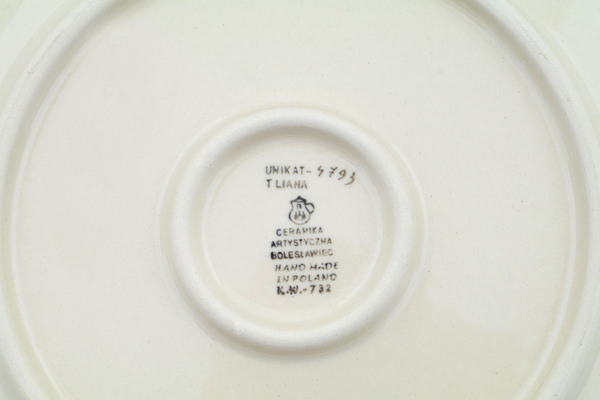 UNIKAT- 4793
T LIANA
CERAMIKA
ARTYSTYCZNA
BOLESŁAWIEC
HAND MADE
IN POLAND
K.W.-732